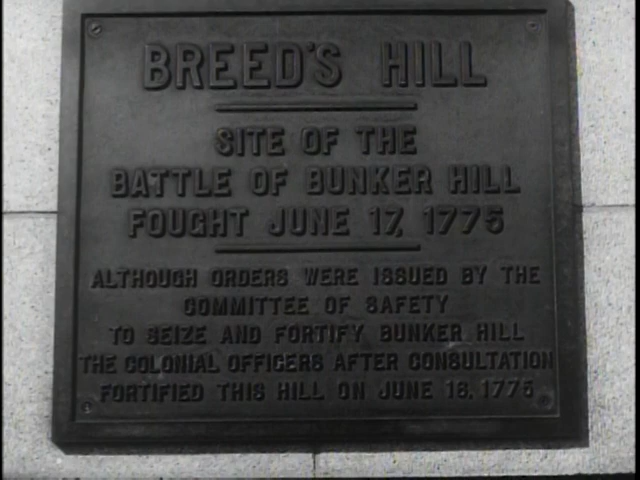 BREED'S HILL
SITE OF THE
BATTLE OF BUNKER HILL
FOUGHT JUNE 17, 1775
ALTHOUGH ORDERS WERE ISSUED BY THE
COMMITTEE OF SAFETY
TO SEIZE AND FORTIFY BUNKER HILL
THE COLONIAL OFFICERS AFTER CONSULTATION
FORTIFIED THIS HILL ON JUNE 16, 1775